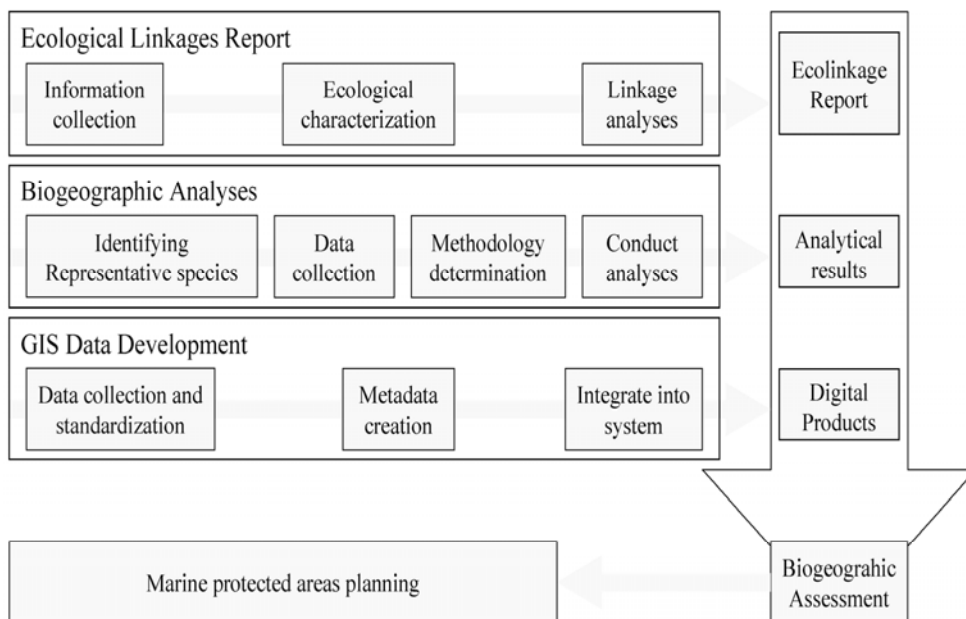 Ecological Linkages Report
Information
collection
Ecological
characterization
Linkage
analyses
Ecolinkage
Report
Biogeographic Analyses
Identifying
Representative species
Data
collection
Methodology
determination
Conduct
analyses
Analytical
results
GIS Data Development
Data collection and
standardization
Metadata
creation
Integrate into
system
Digital
Products
Marine protected areas planning
Biogeograhic
Assessment